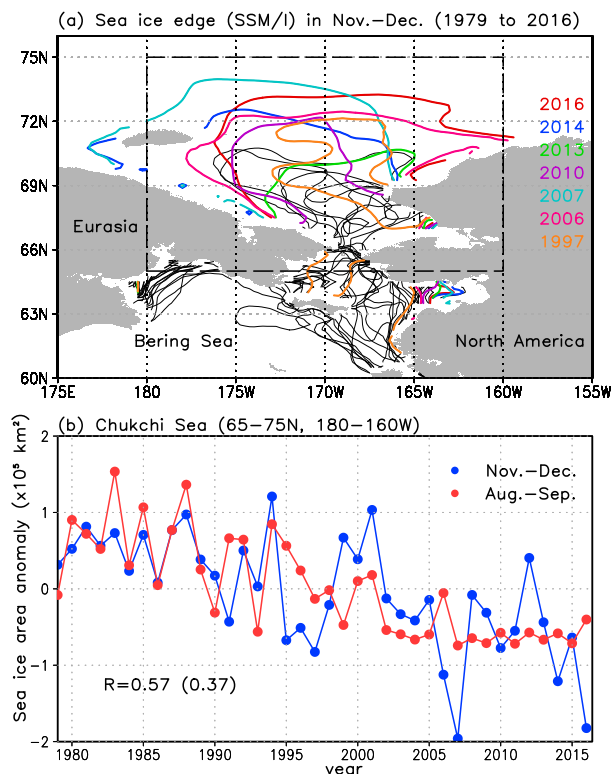 (a) Sea ice edge (SSM/I) in Nov.-Dec. (1979 to 2016)
75N
72N
69N
66N
63N
60N
2016
2014
2013
2010
2007
2006
1997
Eurasia
Bering Sea
North America
175E 180 175W 170W 165W 160W 155W
(b) Chukchi Sea (65-75N, 180-160W)
Sea ice area anomaly (x10⁵ km²)
2
1
0
-1
-2
Nov.-Dec.
Aug.-Sep.
R=0.57 (0.37)
1980 1985 1990 1995 2000 2005 2010 2015
year